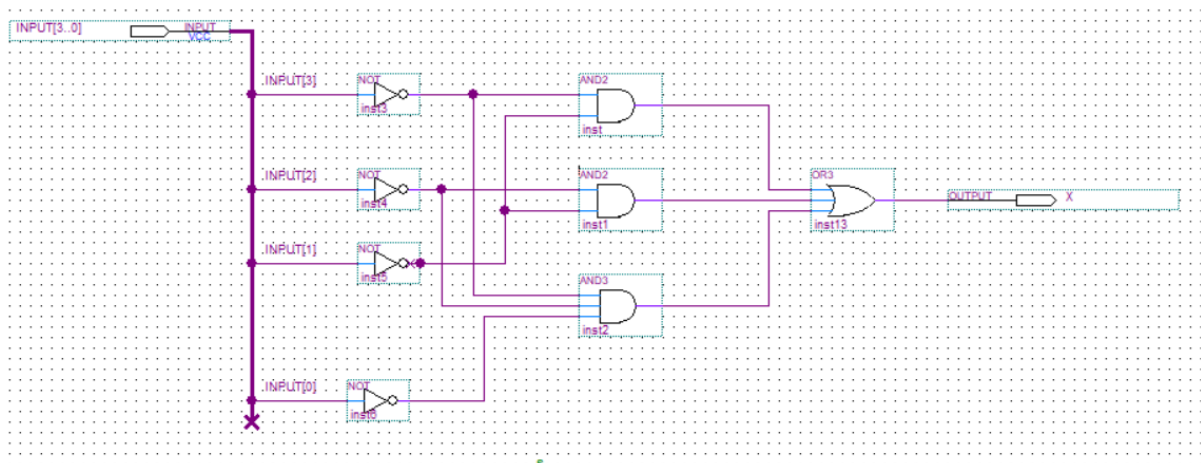 INPUT[3..0]
INPUT
VCC
INPUT[3]
NOT
inst3
AND2
inst
INPUT[2]
NOT
inst4
AND2
inst1
OR3
inst13
OUTPUT
X
INPUT[1]
NOT
inst5
AND3
inst2
INPUT[0]
NOT
inst6